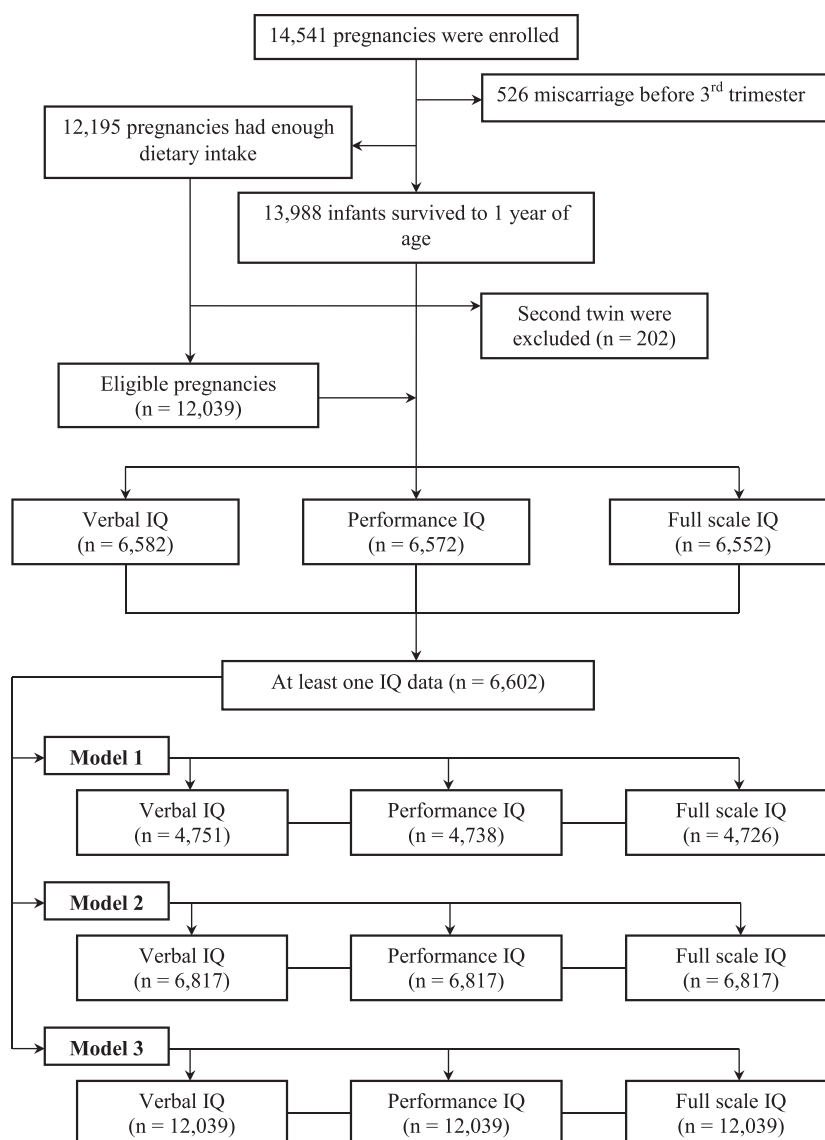 14,541 pregnancies were enrolled
526 miscarriage before 3rd trimester
12,195 pregnancies had enough
dietary intake
13,988 infants survived to 1 year of
age
Second twin were
excluded (n = 202)
Eligible pregnancies
(n = 12,039)
Verbal IQ
(n = 6,582)
Performance IQ
(n = 6,572)
Full scale IQ
(n = 6,552)
At least one IQ data (n = 6,602)
Model 1
Verbal IQ
(n = 4,751)
Performance IQ
(n = 4,738)
Full scale IQ
(n = 4,726)
Model 2
Verbal IQ
(n = 6,817)
Performance IQ
(n = 6,817)
Full scale IQ
(n = 6,817)
Model 3
Verbal IQ
(n = 12,039)
Performance IQ
(n = 12,039)
Full scale IQ
(n = 12,039)